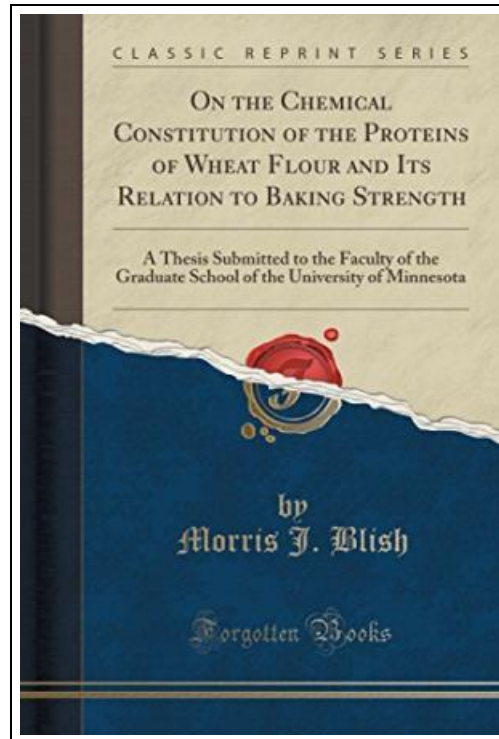 CLASSIC REPRINT SERIES
ON THE CHEMICAL
CONSTITUTION OF THE PROTEINS
OF WHEAT FLOUR AND ITS
RELATION TO BAKING STRENGTH
A THESIS SUBMITTED TO THE FACULTY OF THE
GRADUATE SCHOOL OF THE UNIVERSITY OF MINNESOTA
by
Morris J. Blish
Forgotten Books